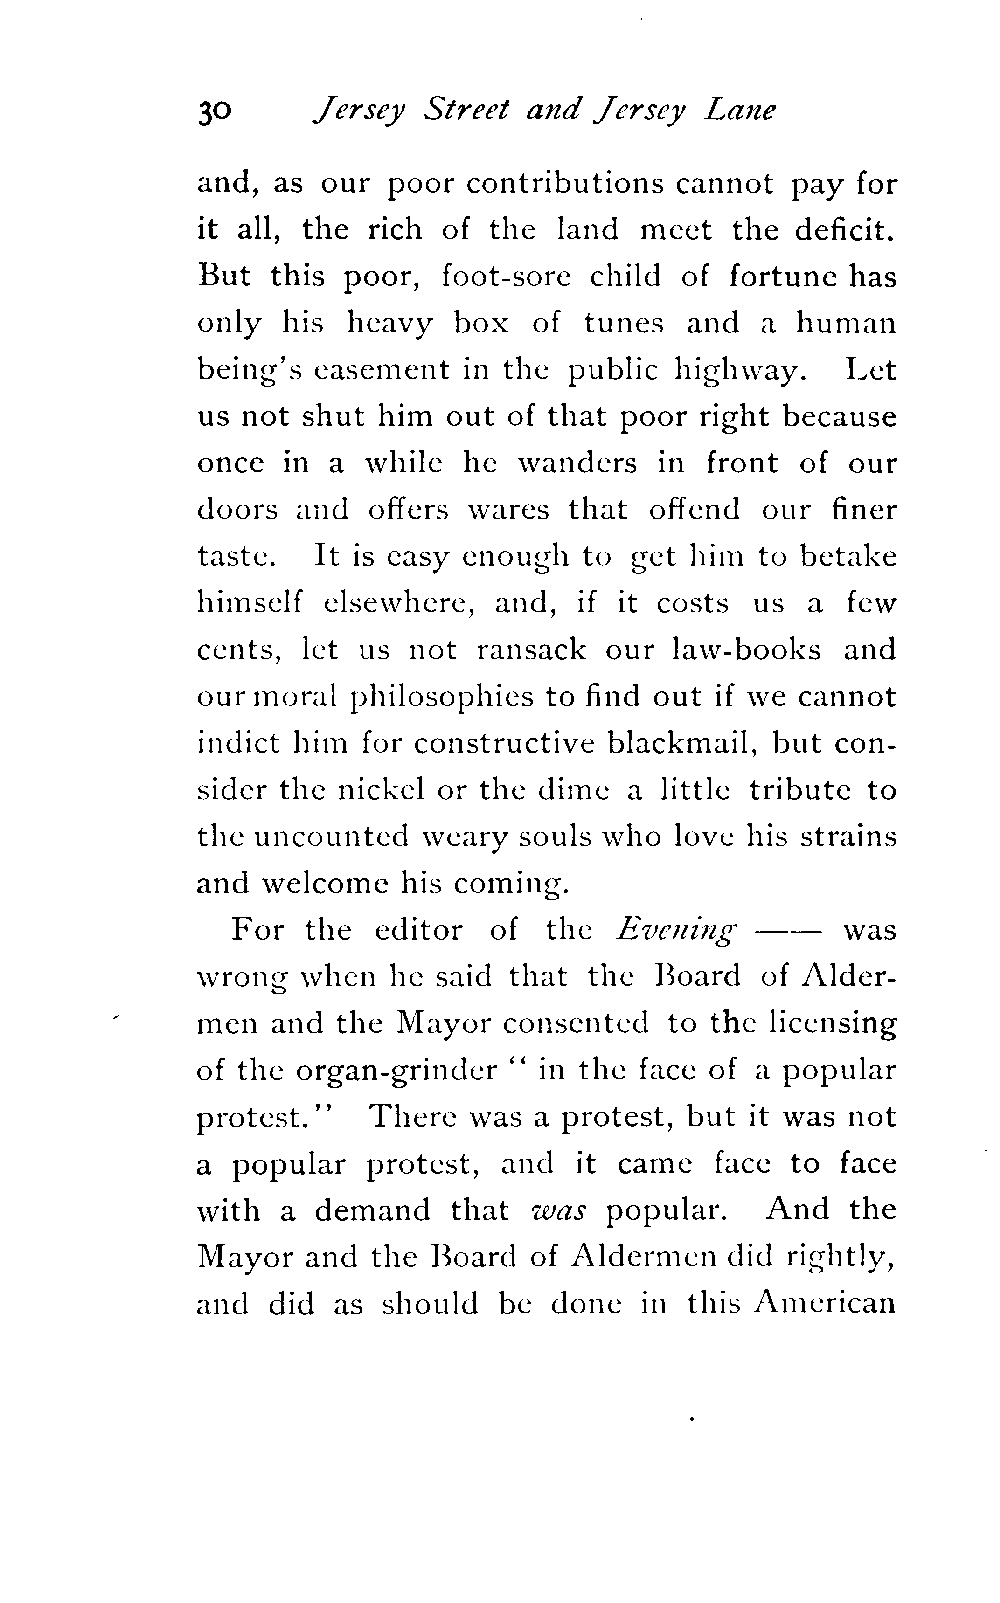 30 Jersey Street and Jersey Lane
and, as our poor contributions cannot pay for
it all, the rich of the land meet the deficit.
But this poor, foot-sore child of fortune has
only his heavy box of tunes and a human
being's easement in the public highway. Let
us not shut him out of that poor right because
once in a while he wanders in front of our
doors and offers wares that offend our finer
taste. It is easy enough to get him to betake
himself elsewhere, and, if it costs us a few
cents, let us not ransack our law-books and
our moral philosophies to find out if we cannot
indict him for constructive blackmail, but con-
sider the nickel or the dime a little tribute to
the uncounted weary souls who love his strains
and welcome his coming.
For the editor of the Evening —— was
wrong when he said that the Board of Alder-
men and the Mayor consented to the licensing
of the organ-grinder “ in the face of a popular
protest.” There was a protest, but it was not
a popular protest, and it came face to face
with a demand that was popular. And the
Mayor and the Board of Aldermen did rightly,
and did as should be done in this American